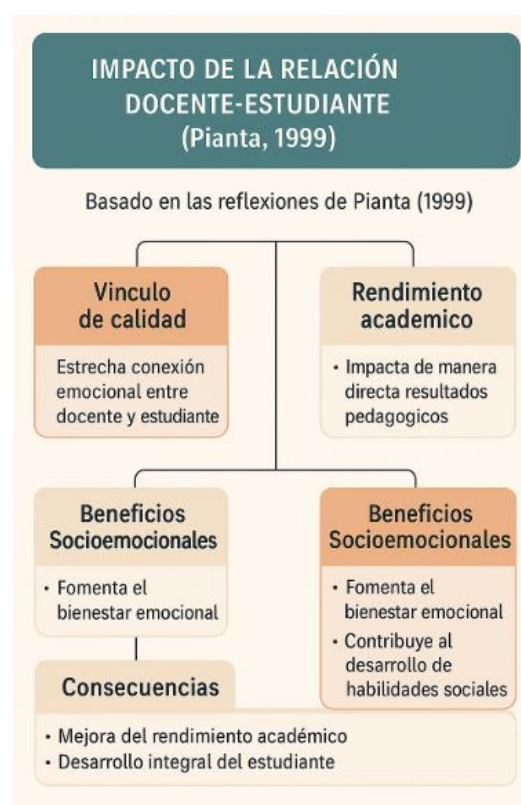 IMPACTO DE LA RELACIÓN
DOCENTE-ESTUDIANTE
(Pianta, 1999)
Basado en las reflexiones de Pianta (1999)
Vinculo
de calidad
Estrecha conexión
emocional entre
docente y estudiante
Rendimiento
academico
• Impacta de manera
directa resultados
pedagogicos
Beneficios
Socioemocionales
• Fomenta el
bienestar emocional
Beneficios
Socioemocionales
• Fomenta el
bienestar emocional
• Contribuye al
desarrollo de
habilidades sociales
Consecuencias
• Mejora del rendimiento académico
• Desarrollo integral del estudiante